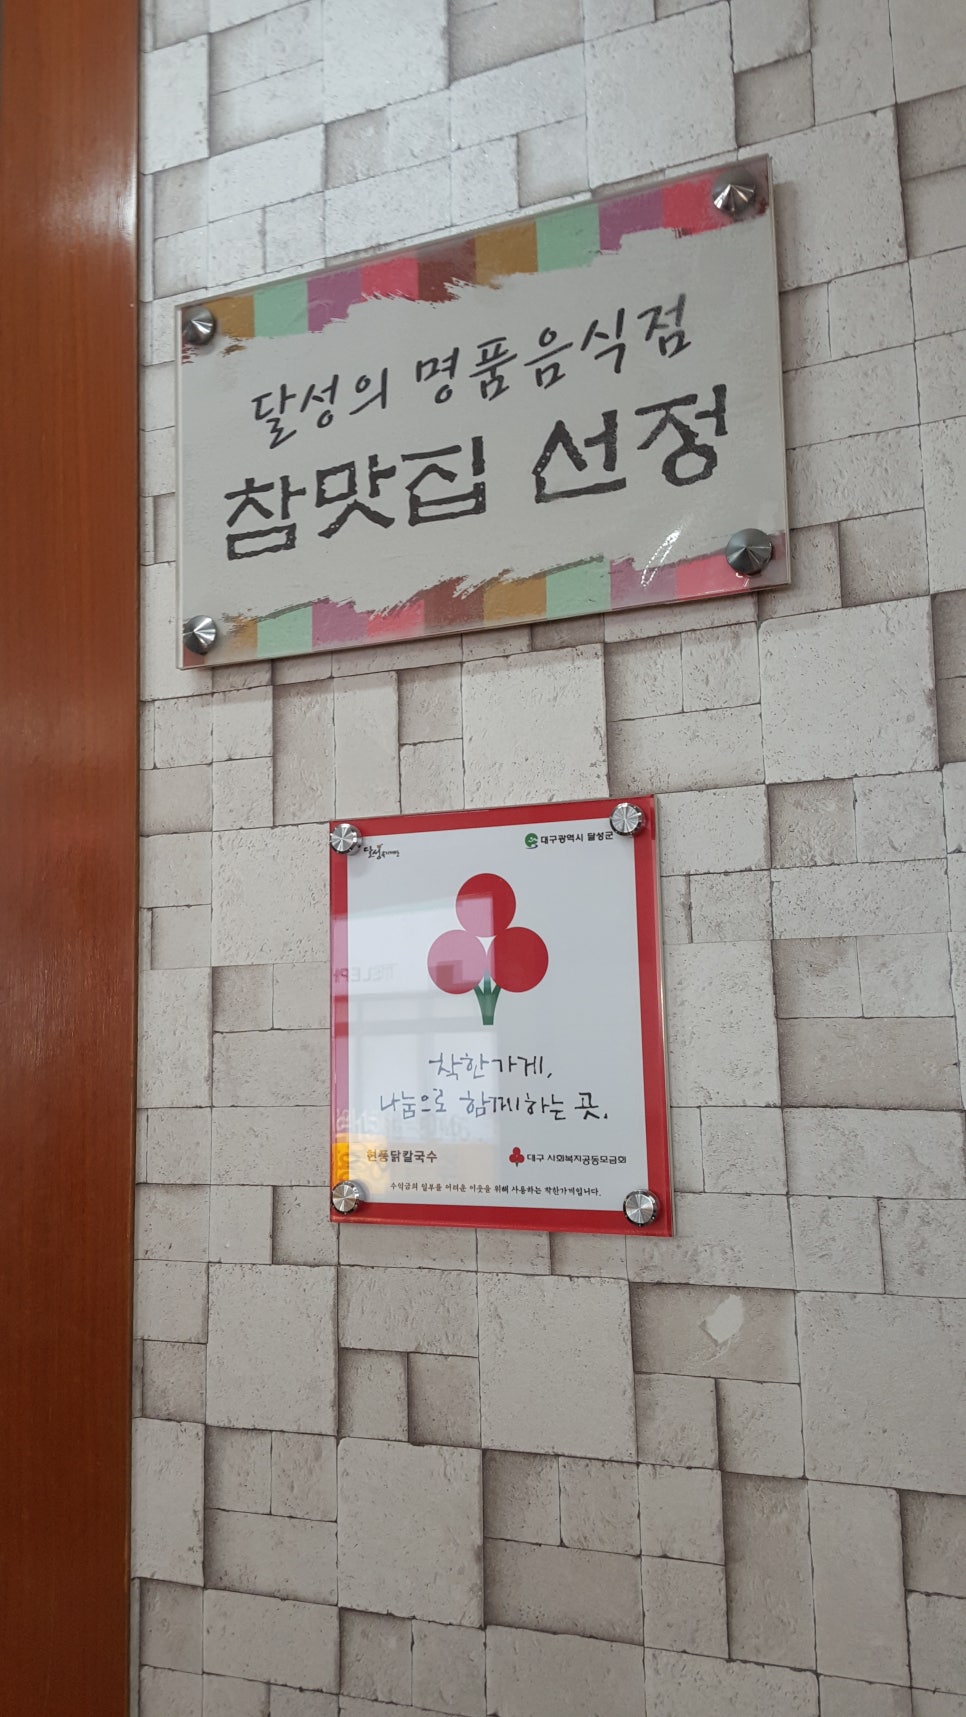 달성의 명품음식점
참맛집 선정
대구광역시 달성군
착한가게,
나눔으로 함께하는 곳.
현풍닭칼국수
대구 사회복지공동모금회
수익금의 일부를 어려운 이웃을 위해 사용하는 착한가게입니다.